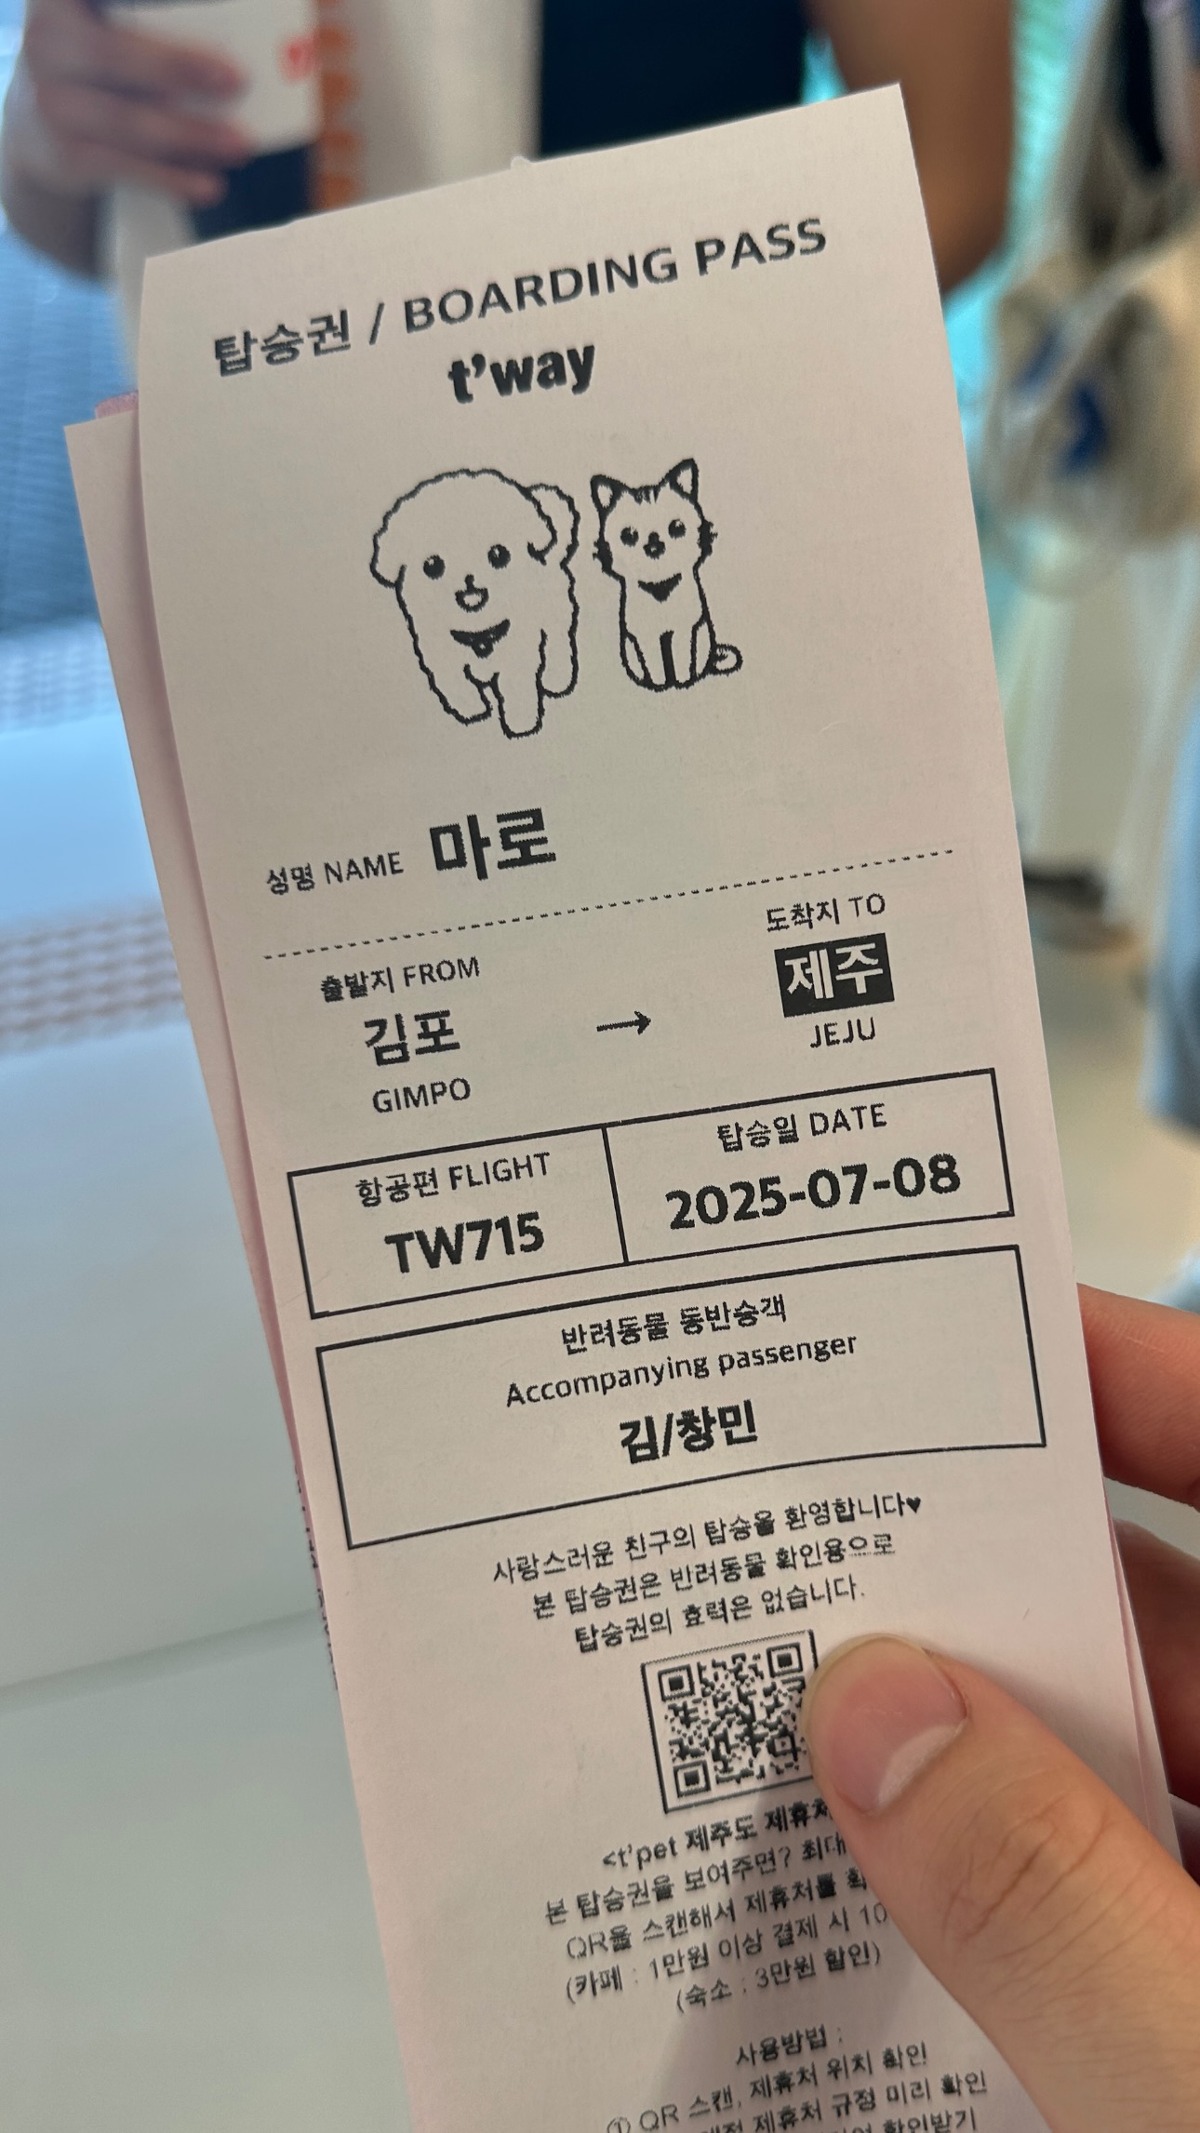 탑승권 / BOARDING PASS
t'way
성명 NAME 마로
출발지 FROM
김포
GIMPO
→
도착지 TO
제주
JEJU
항공편 FLIGHT
TW715
탑승일 DATE
2025-07-08
반려동물 동반승객
Accompanying passenger
김/창민
사랑스러운 친구의 탑승을 환영합니다♥
본 탑승권은 반려동물 확인용으로
탑승권의 효력은 없습니다.
<t'pet 제주도 제휴
본 탑승권을 보여주면? 최대
QR을 스캔해서 제휴처를
(카페 : 1만원 이상 결제 시 10
(숙소 : 3만원 할인)
사용방법 :
① QR 스캔, 제휴처 위치 확인
제휴처 규정 미리 확인
확인받기